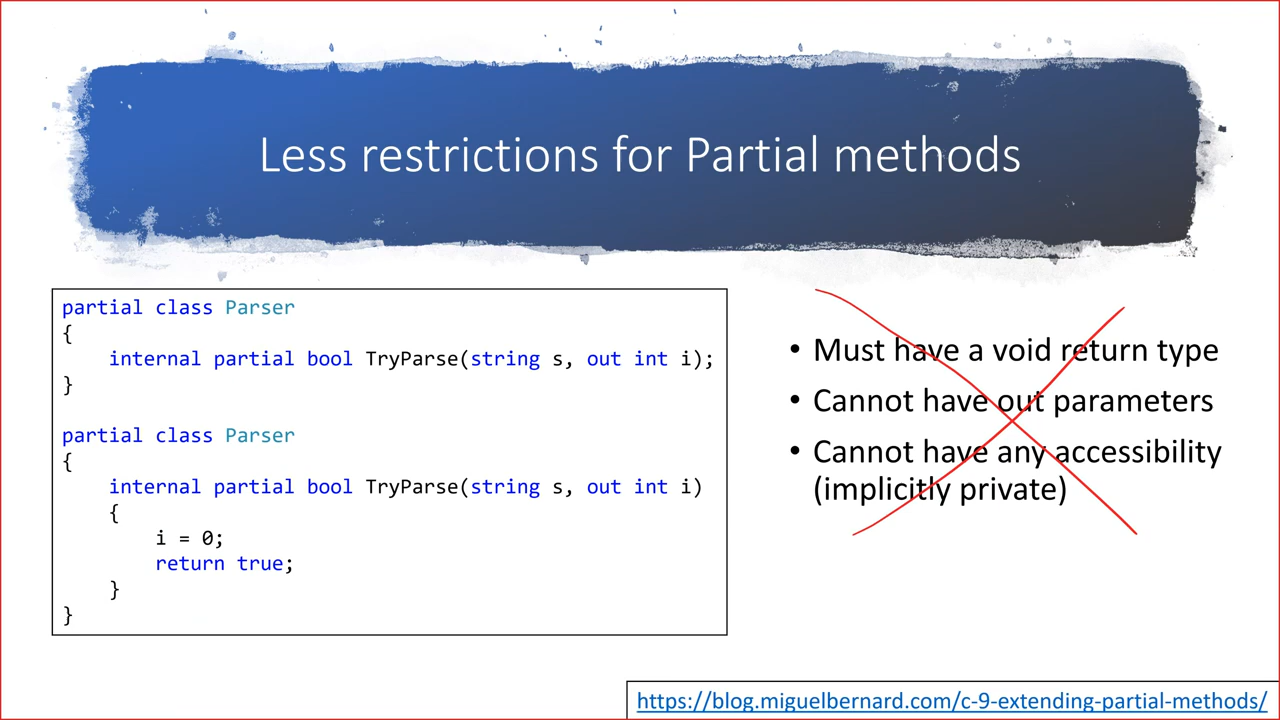 Less restrictions for Partial methods
partial class Parser
{
    internal partial bool TryParse(string s, out int i);
}
partial class Parser
{
    internal partial bool TryParse(string s, out int i)
    {
        i = 0;
        return true;
    }
}
• Must have a void return type
• Cannot have out parameters
• Cannot have any accessibility
(implicitly private)
https://blog.miguelbernard.com/c-9-extending-partial-methods/